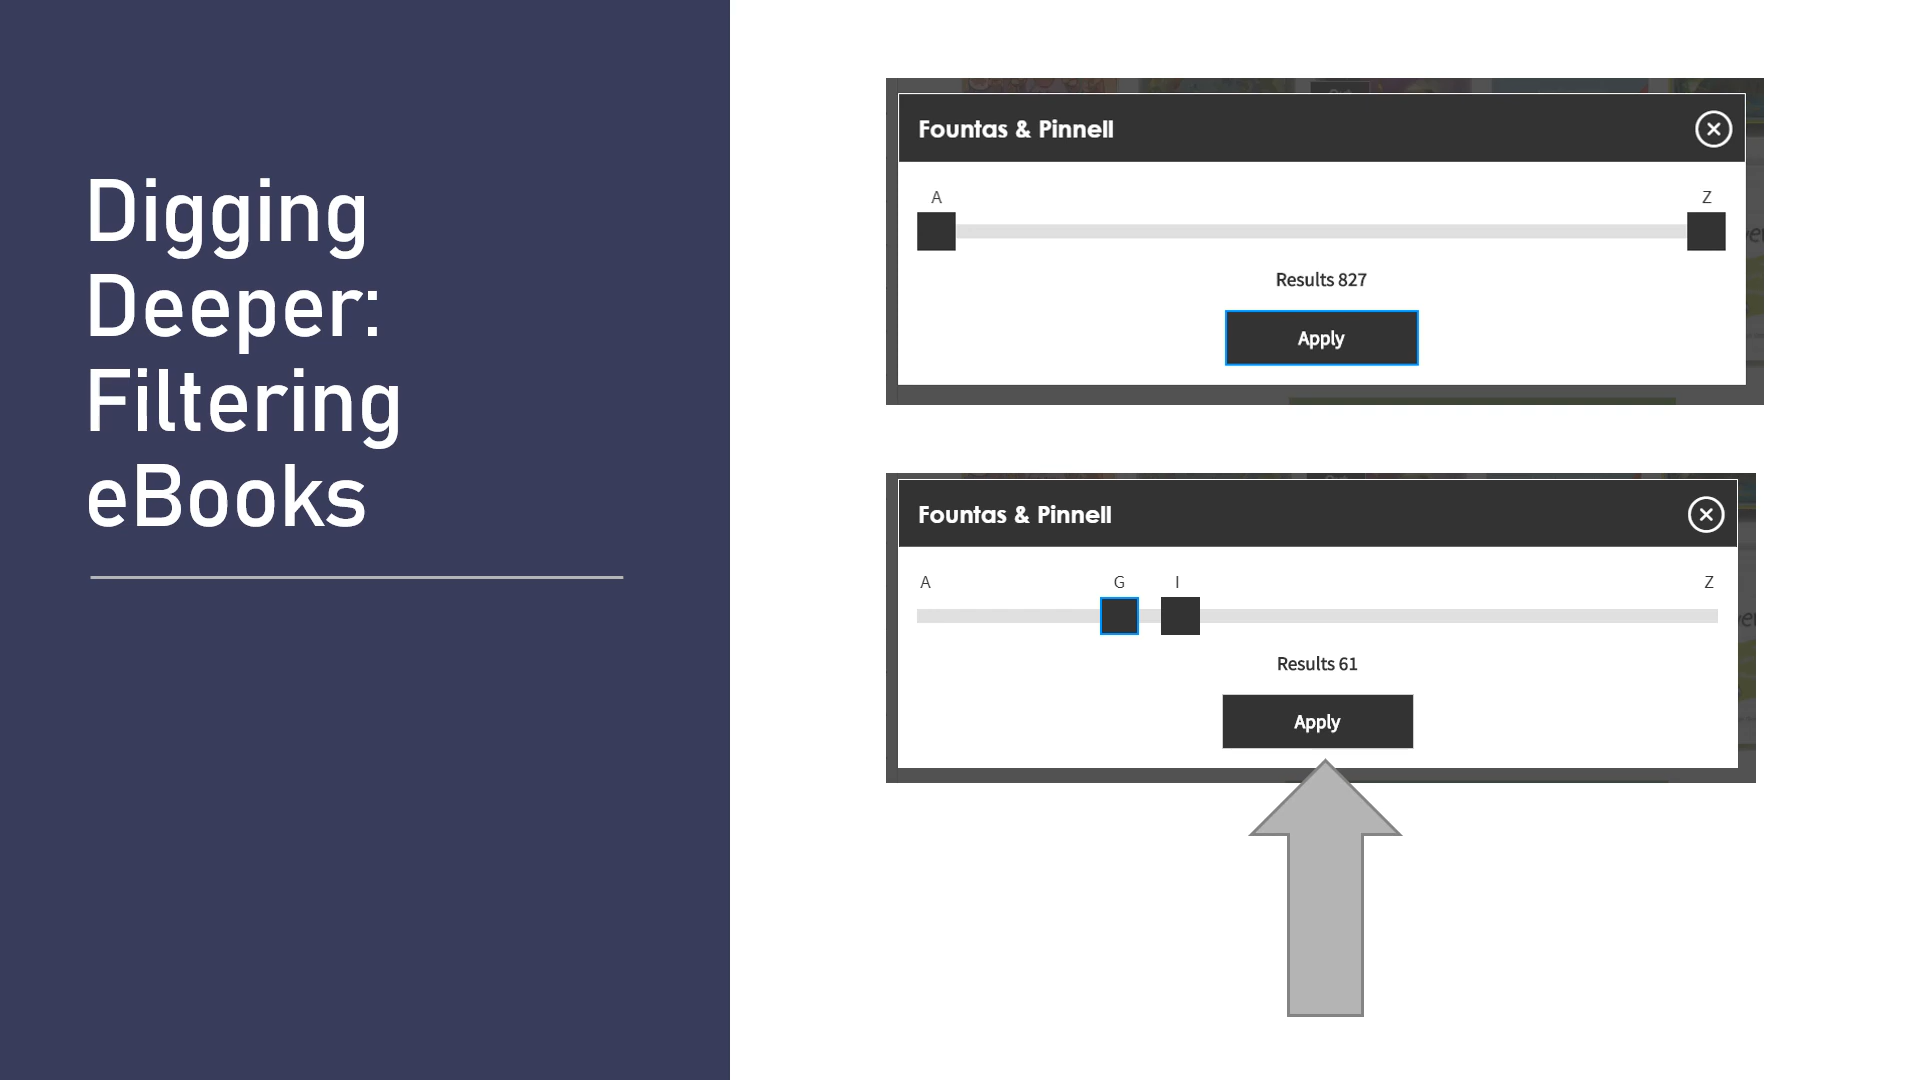 Digging
Deeper:
Filtering
eBooks
Fountas & Pinnell
A Z
Results 827
Apply
Fountas & Pinnell
A G I Z
Results 61
Apply